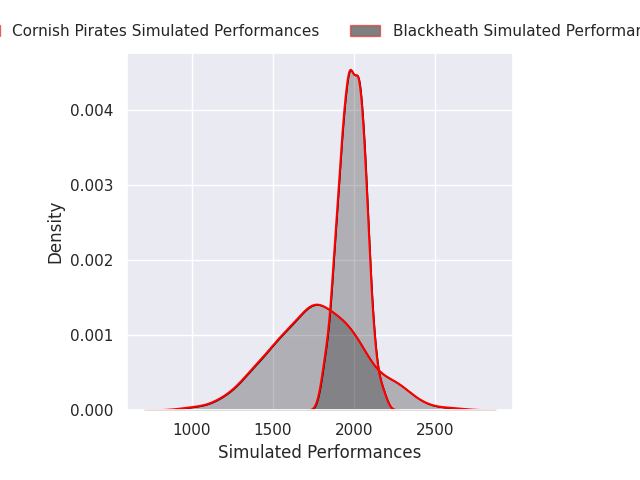 Cornish Pirates Simulated Performances Blackheath Simulated
Density
0.004
0.003
0.002
0.001
0.000
1000 1500 2000 2500
Simulated Performances